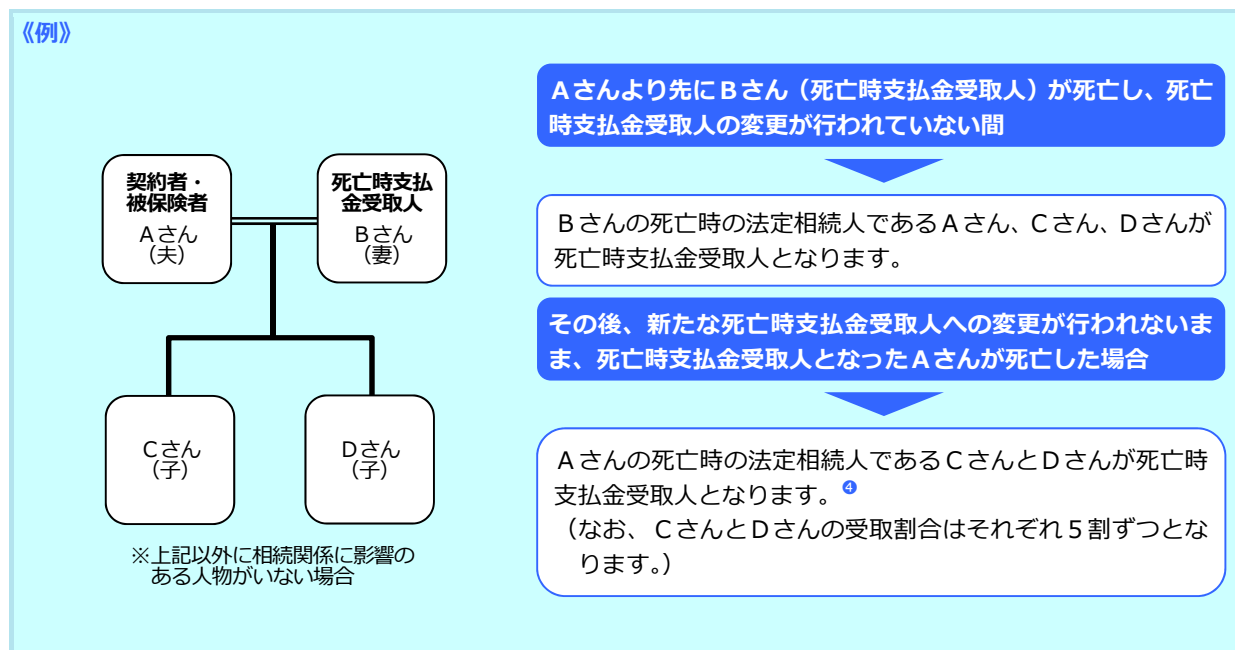 《例》
契約者・
被保険者
Aさん
（夫）
死亡時支払
金受取人
Bさん
（妻）
Cさん
（子）
Dさん
（子）
※上記以外に相続関係に影響の
ある人物がいない場合
Aさんより先にBさん（死亡時支払金受取人）が死亡し、死亡
時支払金受取人の変更が行われていない間
Bさんの死亡時の法定相続人であるAさん、Cさん、Dさんが
死亡時支払金受取人となります。
その後、新たな死亡時支払金受取人への変更が行われないま
ま、死亡時支払金受取人となったAさんが死亡した場合
Aさんの死亡時の法定相続人であるCさんとDさんが死亡時
支払金受取人となります。❹
（なお、CさんとDさんの受取割合はそれぞれ５割ずつとな
ります。）